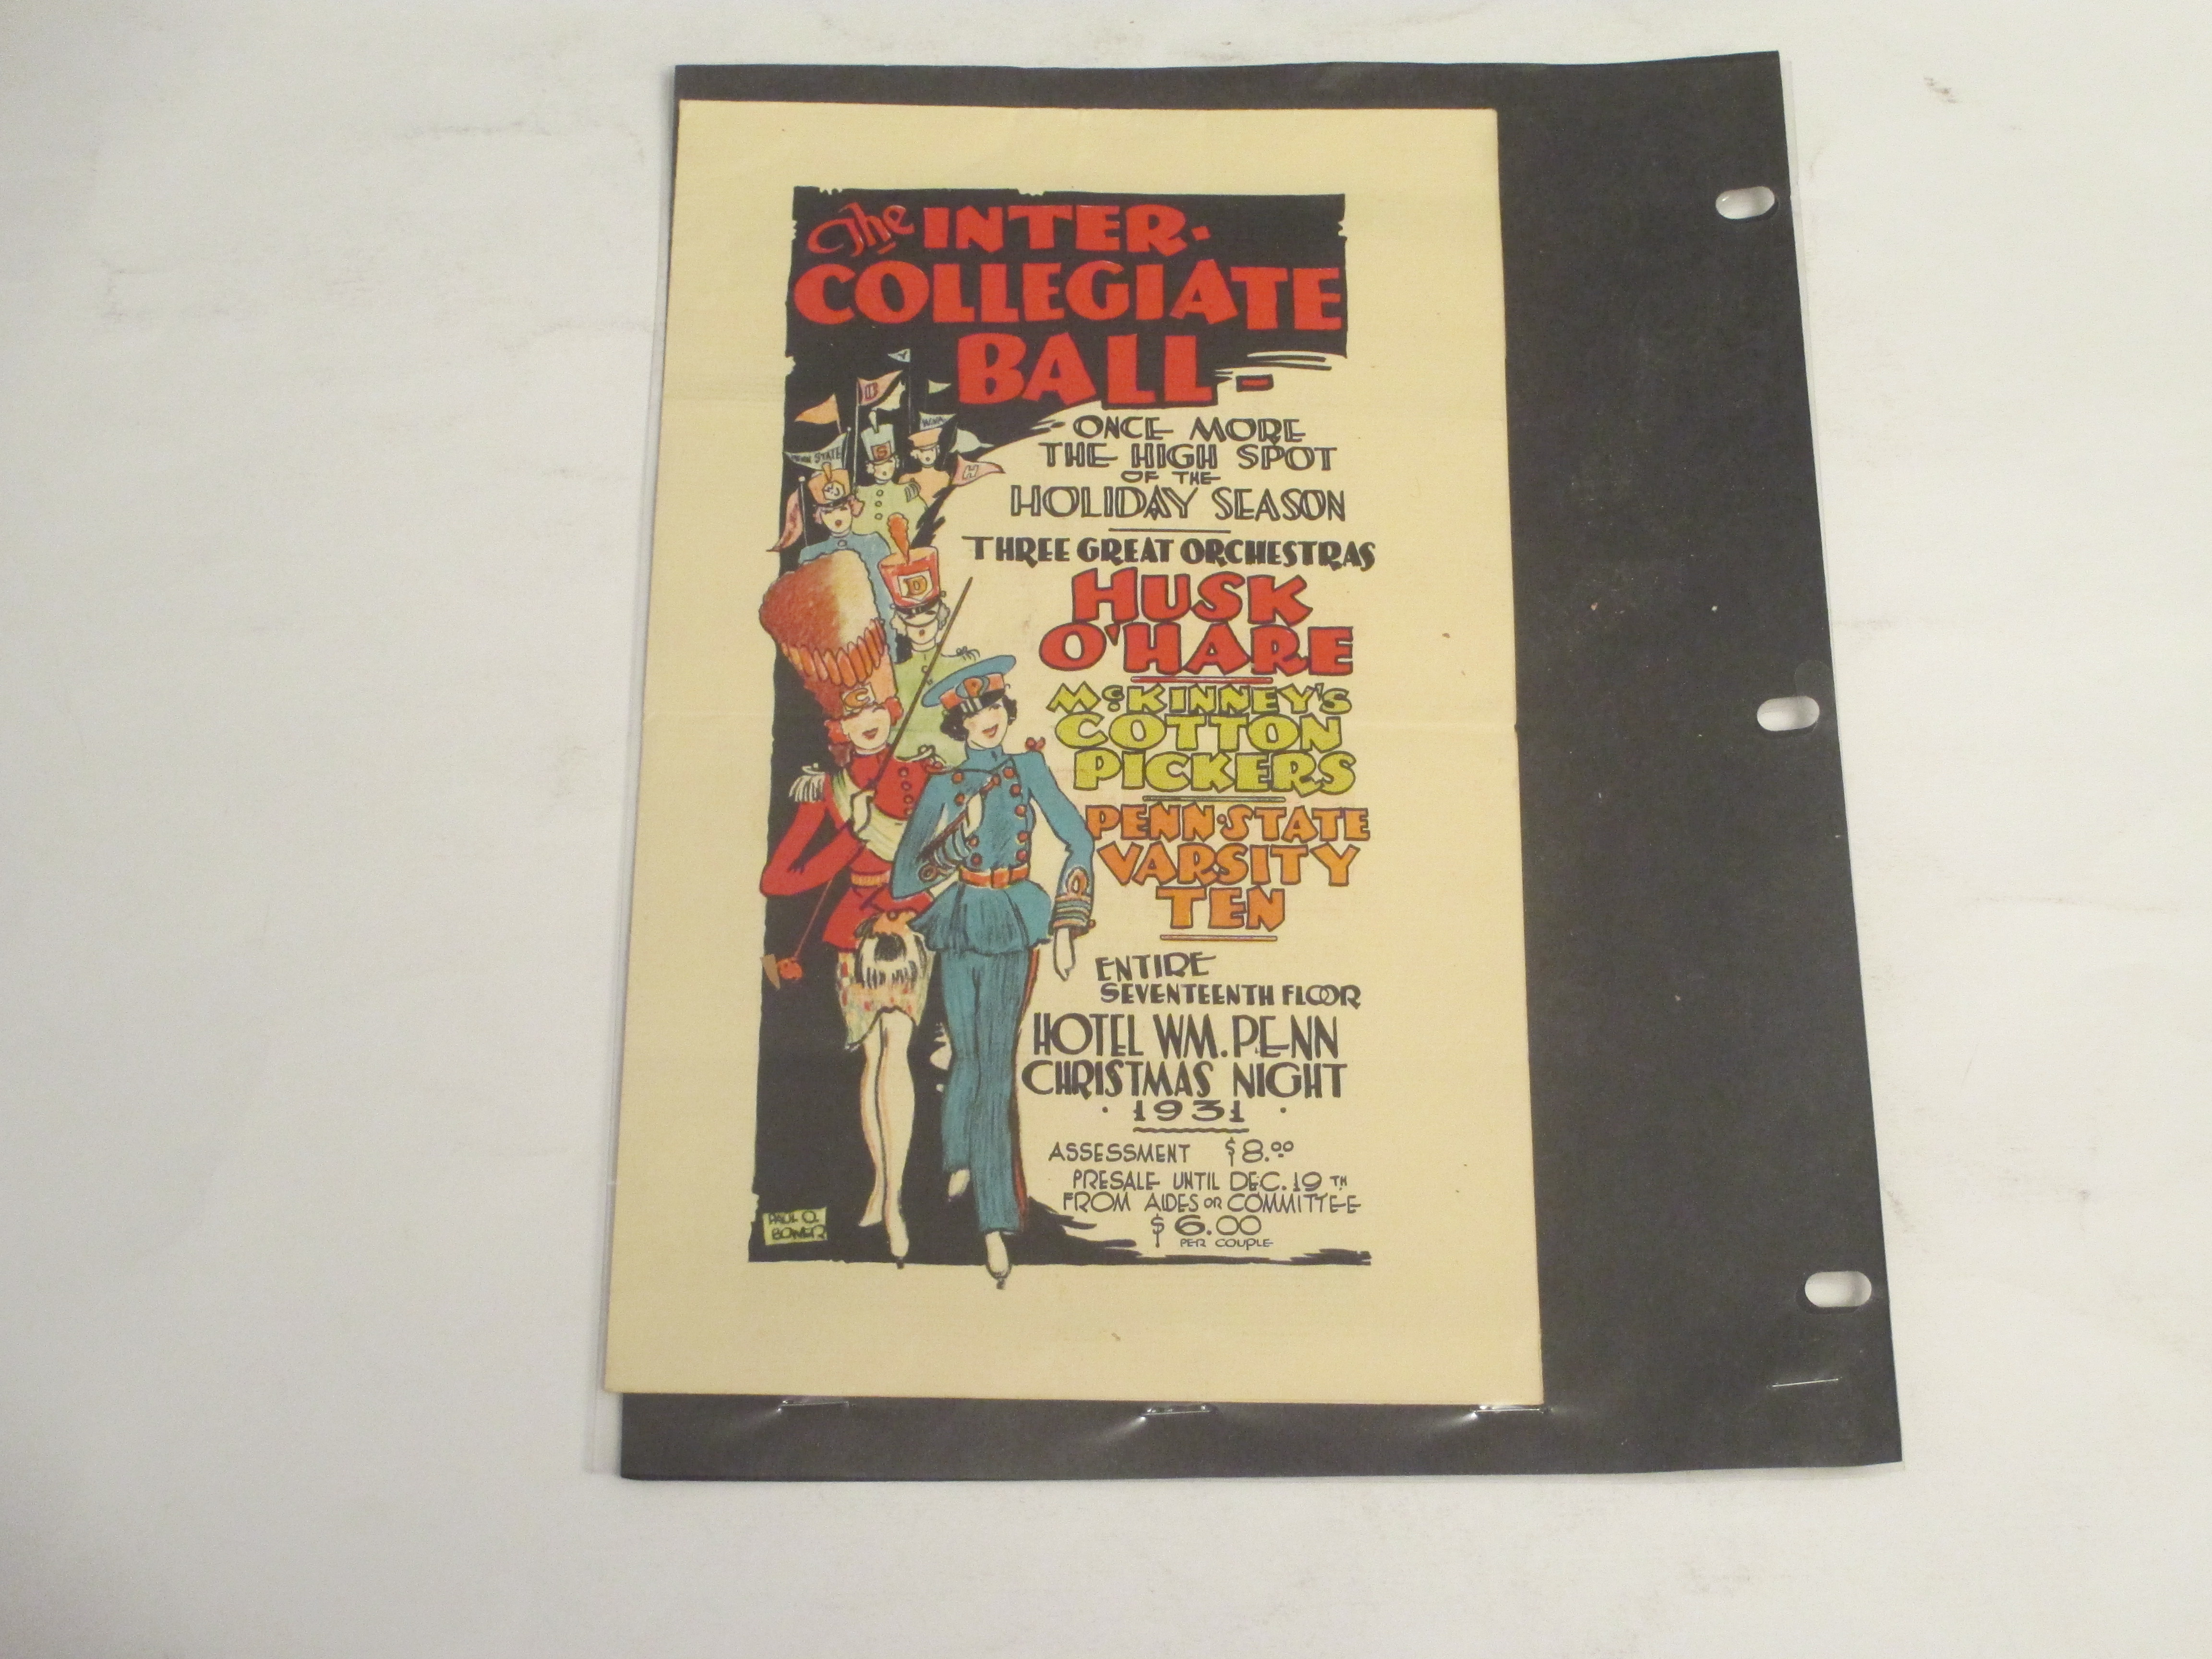 The INTER-
COLLEGIATE
BALL-
ONCE MORE
THE HIGH SPOT
OF THE
HOLIDAY SEASON
THREE GREAT ORCHESTRAS
HUSK
O'HARE
McKINNEY'S
COTTON
PICKERS
PENN-STATE
VARSITY
TEN
ENTIRE
SEVENTEENTH FLOOR
HOTEL WM. PENN
CHRISTMAS NIGHT
· 1931 ·
ASSESSMENT $8.00
PRESALE UNTIL DEC. 19TH
FROM AIDES OR COMMITTEE
$6.00
PER COUPLE
Y
D
W&J
PENN STATE
S
H
J
D
C
P
PAUL O.
BOWER